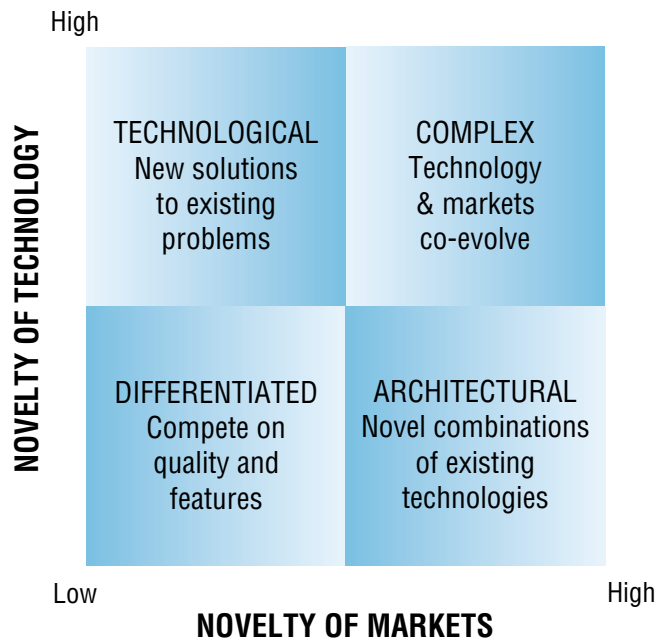 High
NOVELTY OF TECHNOLOGY
TECHNOLOGICAL
New solutions
to existing
problems
COMPLEX
Technology
& markets
co-evolve
DIFFERENTIATED
Compete on
quality and
features
ARCHITECTURAL
Novel combinations
of existing
technologies
Low
High
NOVELTY OF MARKETS